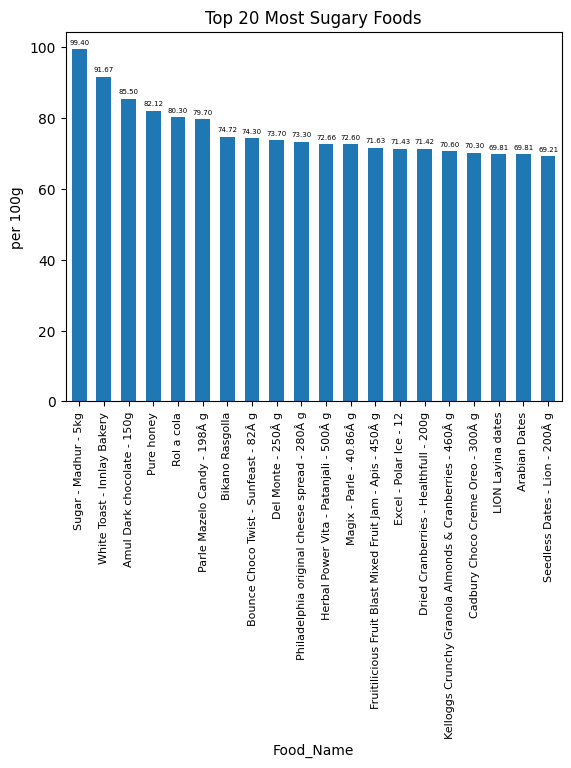 Top 20 Most Sugary Foods
per 100g
100
80
60
40
20
0
99.40
91.67
85.50
82.12
80.30
79.70
74.72
74.30
73.70
73.30
72.66
72.60
71.63
71.43
71.42
70.60
70.30
69.81
69.81
69.21
Sugar - Madhur - 5kg
White Toast - Innlay Bakery
Amul Dark chocolate - 150g
Pure honey
Rol a cola
Parle Mazelo Candy - 198Â g
Bikano Rasgolla
Bounce Choco Twist - Sunfeast - 82Â g
Del Monte - 250Â g
Philadelphia original cheese spread - 280Â g
Herbal Power Vita - Patanjali - 500Â g
Magix - Parle - 40.86Â g
Fruitilicious Fruit Blast Mixed Fruit Jam - Apis - 450Â g
Excel - Polar Ice - 12
Dried Cranberries - Healthfull - 200g
Kelloggs Crunchy Granola Almonds & Cranberries - 460Â g
Cadbury Choco Creme Oreo - 300Â g
LION Layina dates
Arabian Dates
Seedless Dates - Lion - 200Â g
Food_Name